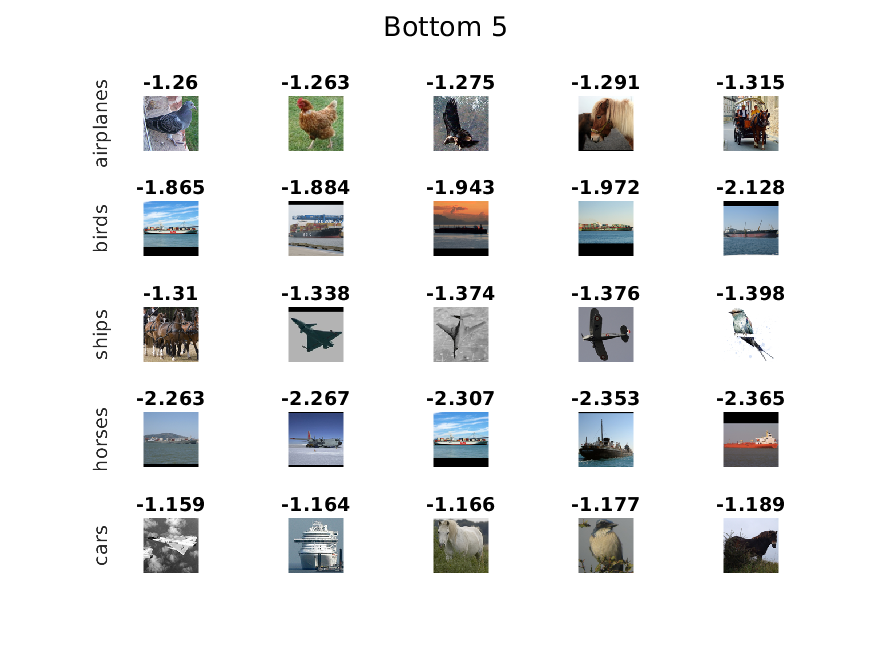 Bottom 5
airplanes
-1.26 -1.263 -1.275 -1.291 -1.315
birds
-1.865 -1.884 -1.943 -1.972 -2.128
ships
-1.31 -1.338 -1.374 -1.376 -1.398
horses
-2.263 -2.267 -2.307 -2.353 -2.365
cars
-1.159 -1.164 -1.166 -1.177 -1.189